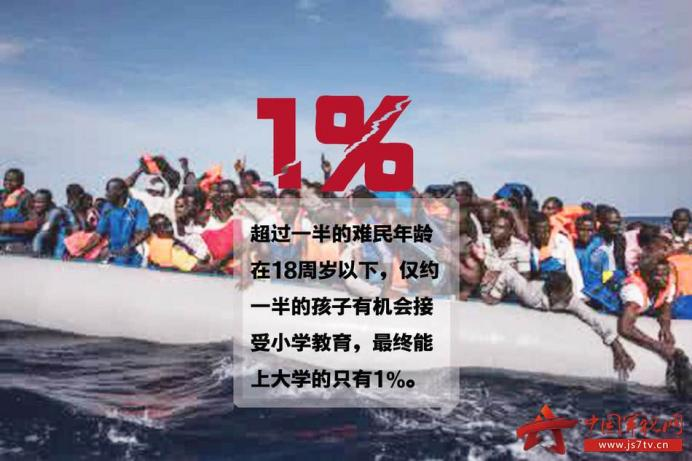 1%
超过一半的难民年龄
在18周岁以下，仅约
一半的孩子有机会接
受小学教育，最终能
上大学的只有1%。
中国军视网
www.js7tv.cn